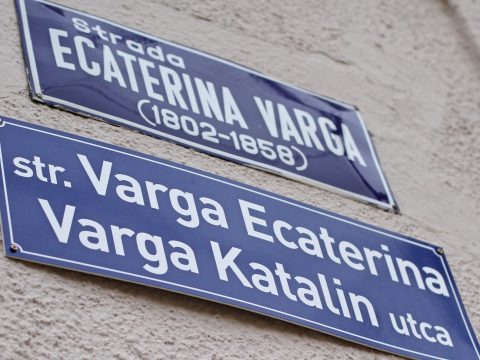 Strada
ECATERINA VARGA
(1802-1858)
str. Varga Ecaterina
Varga Katalin utca